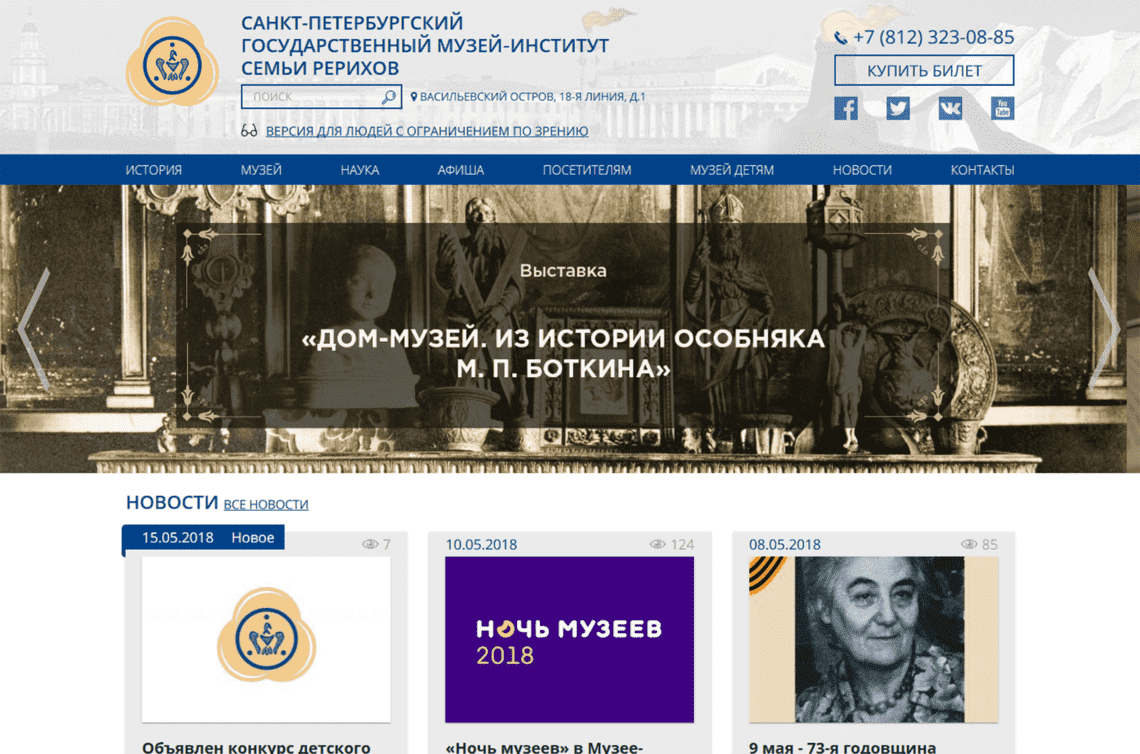 САНКТ-ПЕТЕРБУРГСКИЙ
ГОСУДАРСТВЕННЫЙ МУЗЕЙ-ИНСТИТУТ
СЕМЬИ РЕРИХОВ
ПОИСК
ВАСИЛЬЕВСКИЙ ОСТРОВ, 18-Я ЛИНИЯ, Д.1
ВЕРСИЯ ДЛЯ ЛЮДЕЙ С ОГРАНИЧЕНИЕМ ПО ЗРЕНИЮ
+7 (812) 323-08-85
КУПИТЬ БИЛЕТ
You Tube
ИСТОРИЯ МУЗЕЙ НАУКА АФИША ПОСЕТИТЕЛЯМ МУЗЕЙ ДЕТЯМ НОВОСТИ КОНТАКТЫ
Выставка
«ДОМ-МУЗЕЙ. ИЗ ИСТОРИИ ОСОБНЯКА
М. П. БОТКИНА»
НОВОСТИ ВСЕ НОВОСТИ
15.05.2018 Новое 7
Объявлен конкурс детского
10.05.2018 124
НОЧЬ МУЗЕЕВ
2018
«Ночь музеев» в Музее-
08.05.2018 85
9 мая - 73-я годовщина